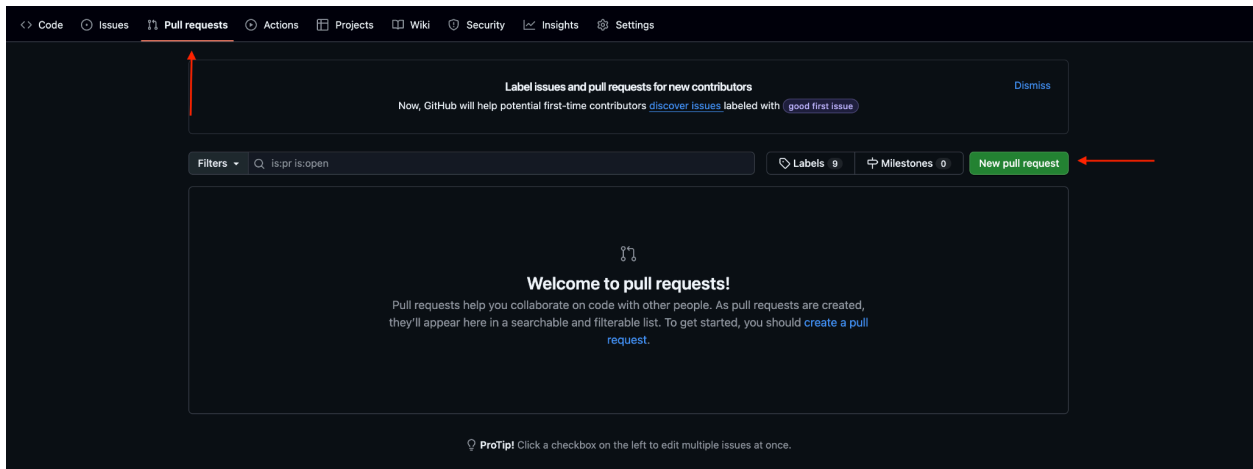 Code Issues Pull requests Actions Projects Wiki Security Insights Settings
Label issues and pull requests for new contributors
Dismiss
Now, GitHub will help potential first-time contributors discover issues labeled with good first issue
Filters is:pr is:open Labels 9 Milestones 0 New pull request
Welcome to pull requests!
Pull requests help you collaborate on code with other people. As pull requests are created,
they'll appear here in a searchable and filterable list. To get started, you should create a pull
request.
ProTip! Click a checkbox on the left to edit multiple issues at once.